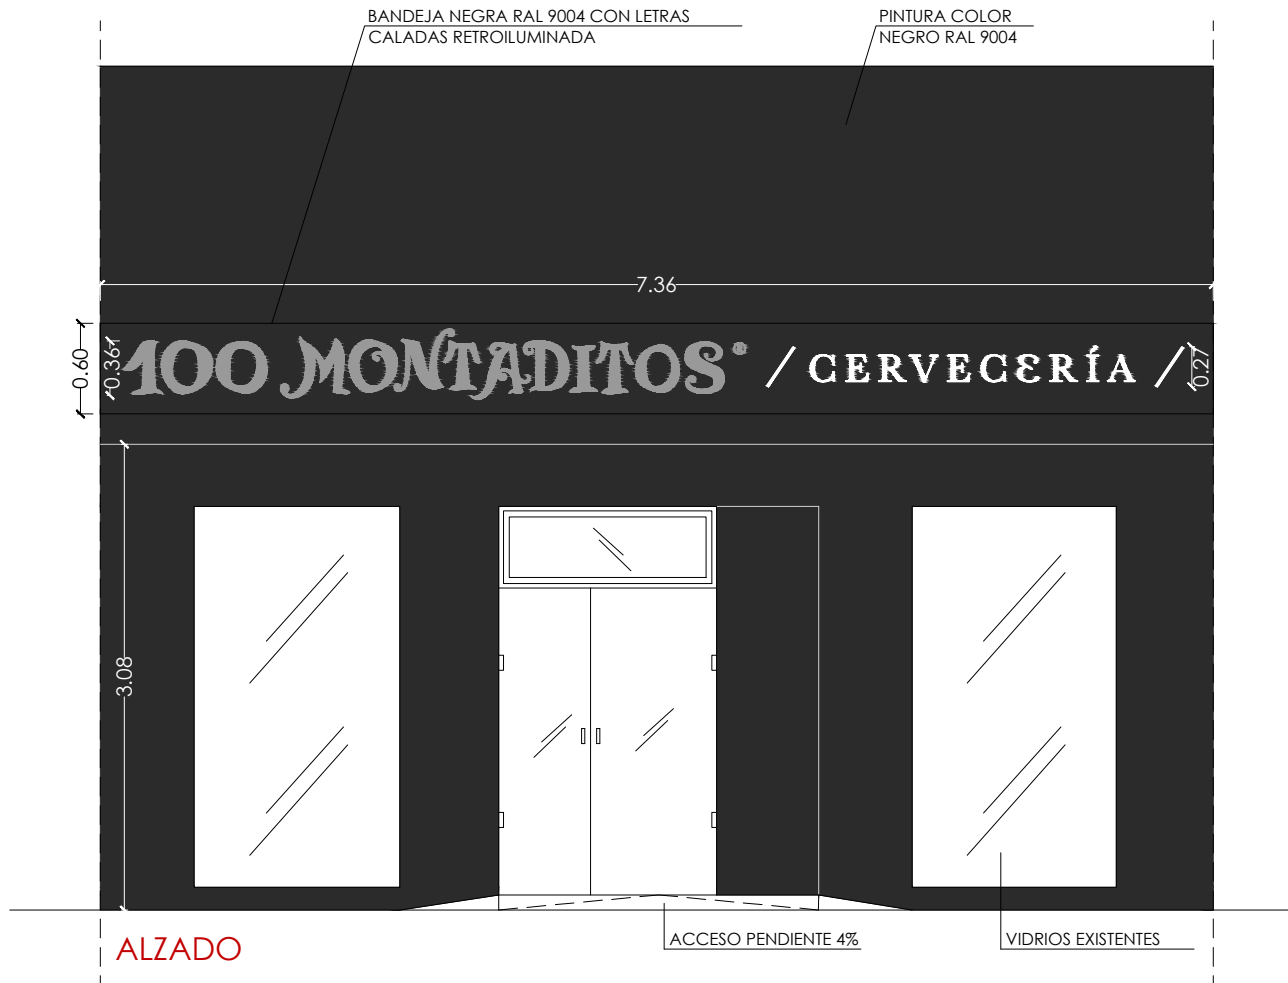 BANDEJA NEGRA RAL 9004 CON LETRAS
CALADAS RETROILUMINADA
PINTURA COLOR
NEGRO RAL 9004
7.36
0.60
0.36
100 MONTADITOS®
/ CERVECERÍA /
0.27
3.08
ALZADO
ACCESO PENDIENTE 4%
VIDRIOS EXISTENTES